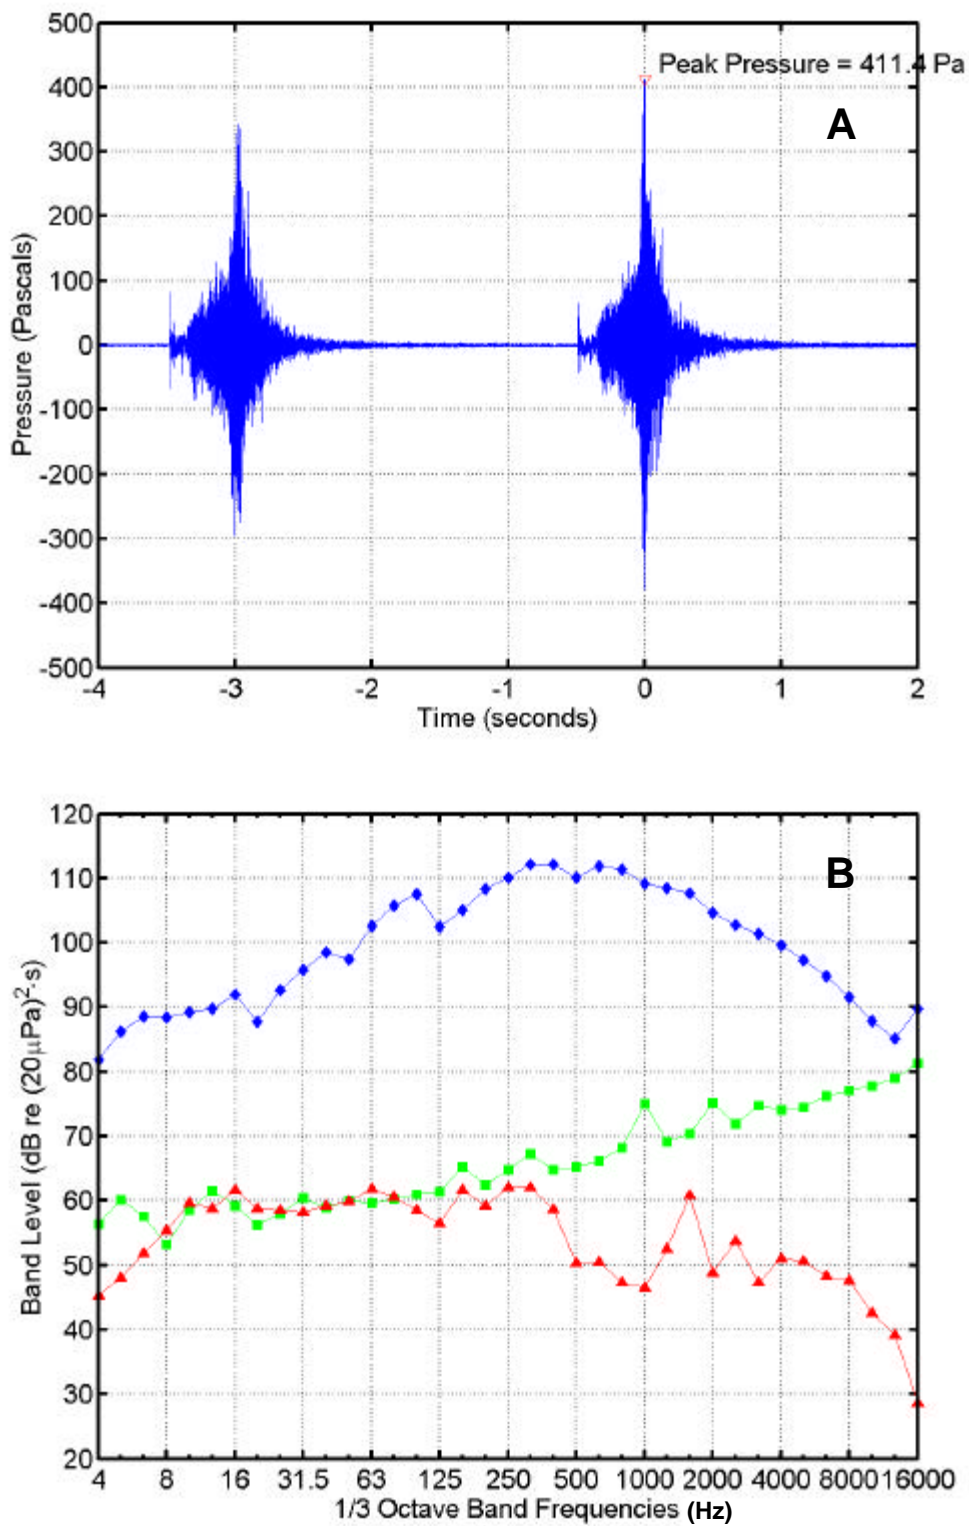 500
400
300
200
100
0
-100
-200
-300
-400
-500
Pressure (Pascals)
Peak Pressure = 411.4 Pa
A
-4 -3 -2 -1 0 1 2
Time (seconds)
120
110
100
90
80
70
60
50
40
30
20
Band Level (dB re (20μPa)²·s)
B
4 8 16 31.5 63 125 250 500 1000 2000 4000 8000 16000
1/3 Octave Band Frequencies (Hz)